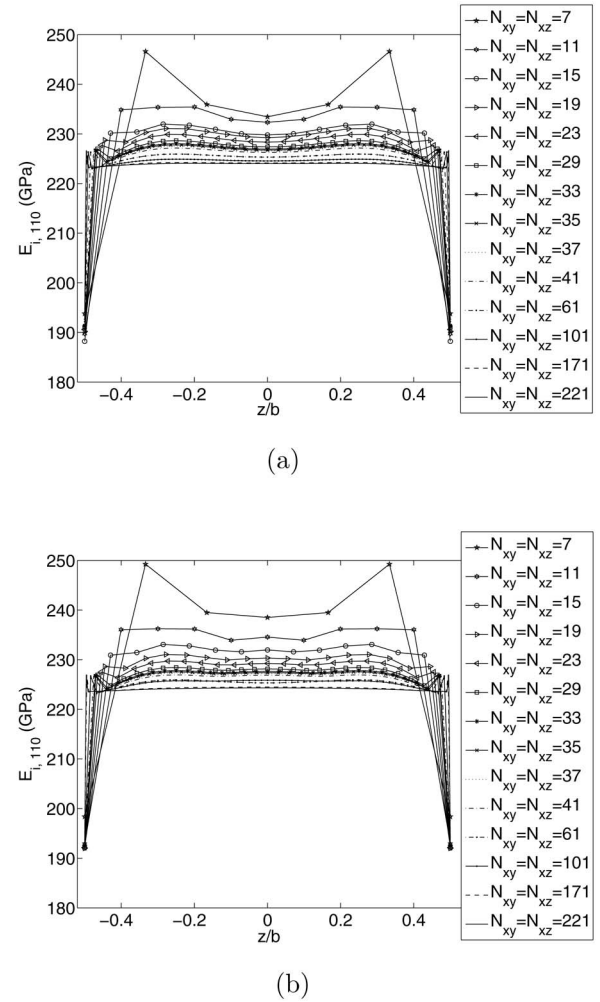 250
240
230
220
210
200
190
180
E_{i, 110} (GPa)
−0.4 −0.2 0 0.2 0.4
z/b
N_{xy}=N_{xz}=7
N_{xy}=N_{xz}=11
N_{xy}=N_{xz}=15
N_{xy}=N_{xz}=19
N_{xy}=N_{xz}=23
N_{xy}=N_{xz}=29
N_{xy}=N_{xz}=33
N_{xy}=N_{xz}=35
N_{xy}=N_{xz}=37
N_{xy}=N_{xz}=41
N_{xy}=N_{xz}=61
N_{xy}=N_{xz}=101
N_{xy}=N_{xz}=171
N_{xy}=N_{xz}=221
(a)
250
240
230
220
210
200
190
180
E_{i, 110} (GPa)
−0.4 −0.2 0 0.2 0.4
z/b
N_{xy}=N_{xz}=7
N_{xy}=N_{xz}=11
N_{xy}=N_{xz}=15
N_{xy}=N_{xz}=19
N_{xy}=N_{xz}=23
N_{xy}=N_{xz}=29
N_{xy}=N_{xz}=33
N_{xy}=N_{xz}=35
N_{xy}=N_{xz}=37
N_{xy}=N_{xz}=41
N_{xy}=N_{xz}=61
N_{xy}=N_{xz}=101
N_{xy}=N_{xz}=171
N_{xy}=N_{xz}=221
(b)